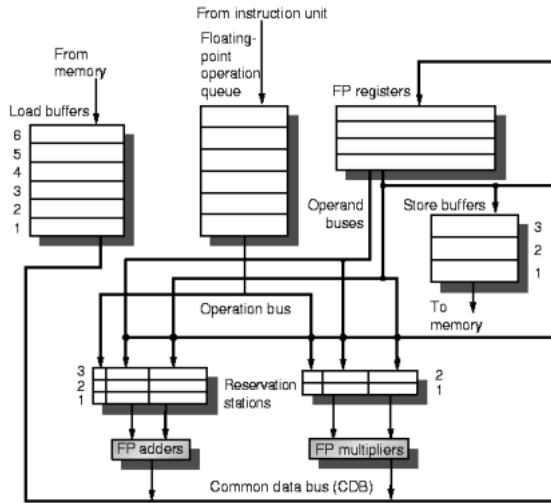 From instruction unit
Floating-
point
operation
queue
From
memory
Load buffers
FP registers
6
5
4
3
2
1
Operand
buses
Store buffers
3
2
1
To
memory
Operation bus
3
2
1
Reservation
stations
2
1
FP adders
FP multipliers
Common data bus (CDB)